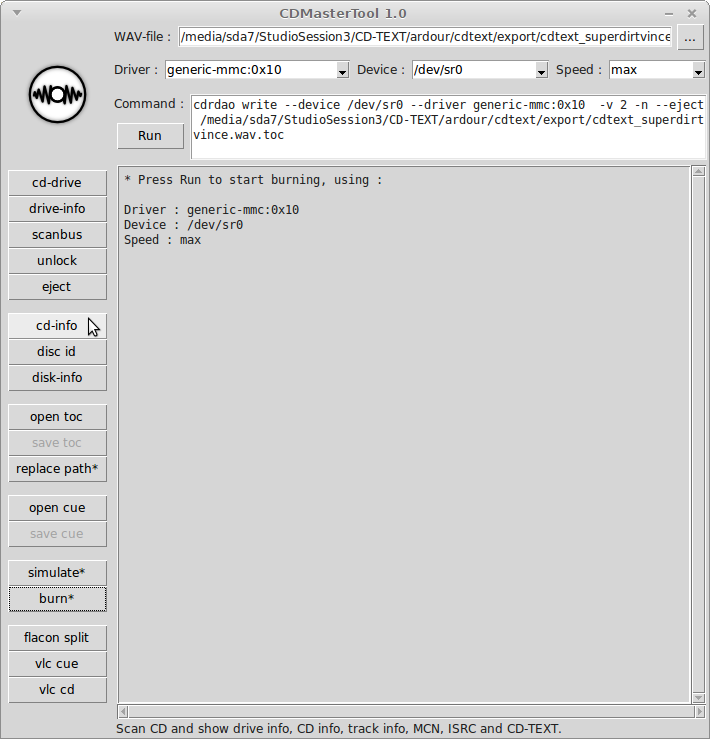 CDMasterTool 1.0
WAV-file : /media/sda7/StudioSession3/CD-TEXT/ardour/cdtext/export/cdtext_superdirtvince ...
Driver : generic-mmc:0x10 Device : /dev/sr0 Speed : max
Command : cdrdao write --device /dev/sr0 --driver generic-mmc:0x10  -v 2 -n --eject
/media/sda7/StudioSession3/CD-TEXT/ardour/cdtext/export/cdtext_superdirt
vince.wav.toc
Run
cd-drive
drive-info
scanbus
unlock
eject
cd-info
disc id
disk-info
open toc
save toc
replace path*
open cue
save cue
simulate*
burn*
flacon split
vlc cue
vlc cd
* Press Run to start burning, using :
Driver : generic-mmc:0x10
Device : /dev/sr0
Speed : max
Scan CD and show drive info, CD info, track info, MCN, ISRC and CD-TEXT.